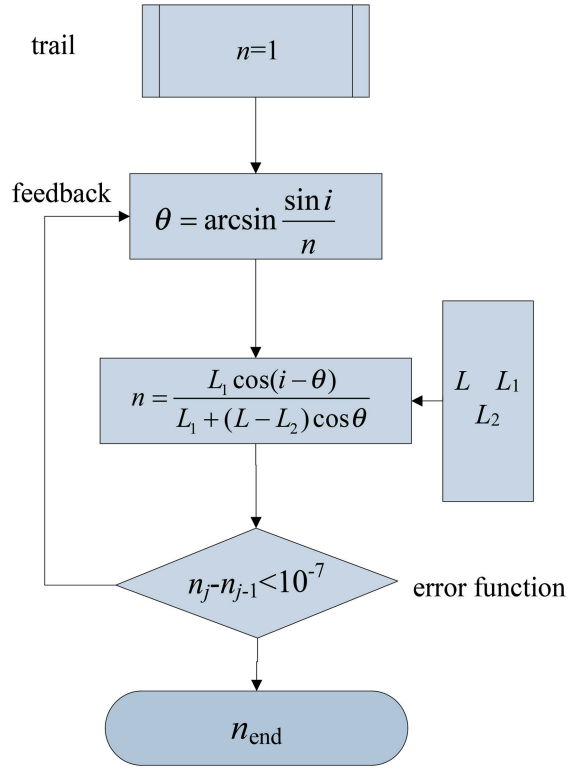 trail
n=1
feedback
θ = arcsin sin i / n
n = L₁ cos(i − θ) / L₁ + (L − L₂) cos θ
L L₁
L₂
nⱼ-nⱼ₋₁<10⁻⁷
error function
nₑₙd